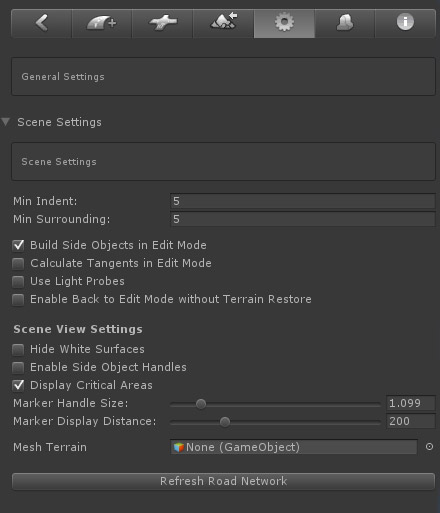 General Settings
Scene Settings
Scene Settings
Min Indent: 5
Min Surrounding: 5
Build Side Objects in Edit Mode
Calculate Tangents in Edit Mode
Use Light Probes
Enable Back to Edit Mode without Terrain Restore
Scene View Settings
Hide White Surfaces
Enable Side Object Handles
Display Critical Areas
Marker Handle Size: 1.099
Marker Display Distance: 200
Mesh Terrain None (GameObject)
Refresh Road Network